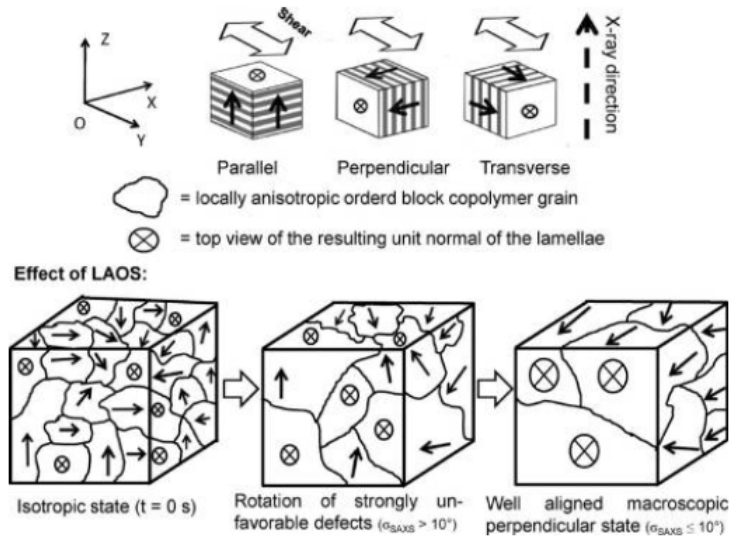 Shear
Z
X
O
Y
X-ray direction
Parallel Perpendicular Transverse
= locally anisotropic orderd block copolymer grain
= top view of the resulting unit normal of the lamellae
Effect of LAOS:
Isotropic state (t = 0 s)
Rotation of strongly un-
favorable defects (σSAXS > 10°)
Well aligned macroscopic
perpendicular state (σSAXS ≤ 10°)